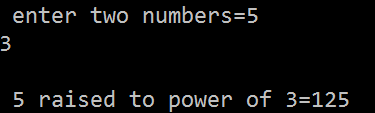 enter two numbers=5
3
5 raised to power of 3=125